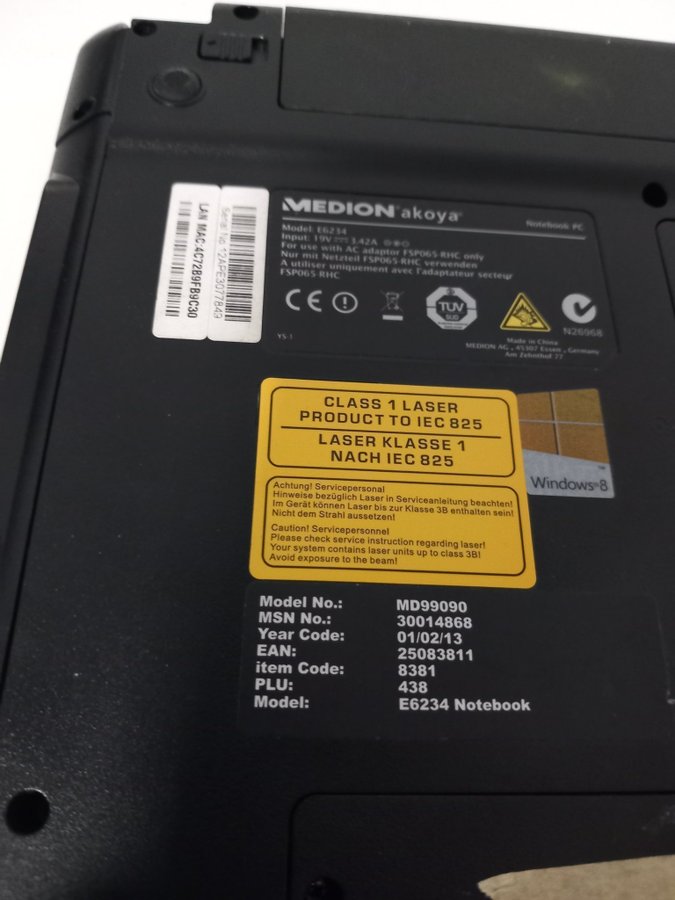 LAN MAC:4C72B9FB9C30
Serial No. 12APE3077849
MEDION akoya
Notebook PC
Model: E6234
Input: 19V 3.42A
For use with AC adaptor FSP065-RHC only
Nur mit Netzteil FSP065-RHC verwenden
A utiliser uniquement avec l'adaptateur secteur
FSP065-RHC
CE
TÜV
SÜD
N26968
YS-1
Made in China
MEDION AG , 45307 Essen , Germany
Am Zehnthof 77
CLASS 1 LASER
PRODUCT TO IEC 825
LASER KLASSE 1
NACH IEC 825
Windows 8
Achtung! Servicepersonal
Hinweise bezüglich Laser in Serviceanleitung beachten!
Im Gerät können Laser bis zur Klasse 3B enthalten sein!
Nicht dem Strahl aussetzen!
Caution! Servicepersonnel
Please check service instruction regarding laser!
Your system contains laser units up to class 3B!
Avoid exposure to the beam!
Model No.: MD99090
MSN No.: 30014868
Year Code: 01/02/13
EAN: 25083811
item Code: 8381
PLU: 438
Model: E6234 Notebook